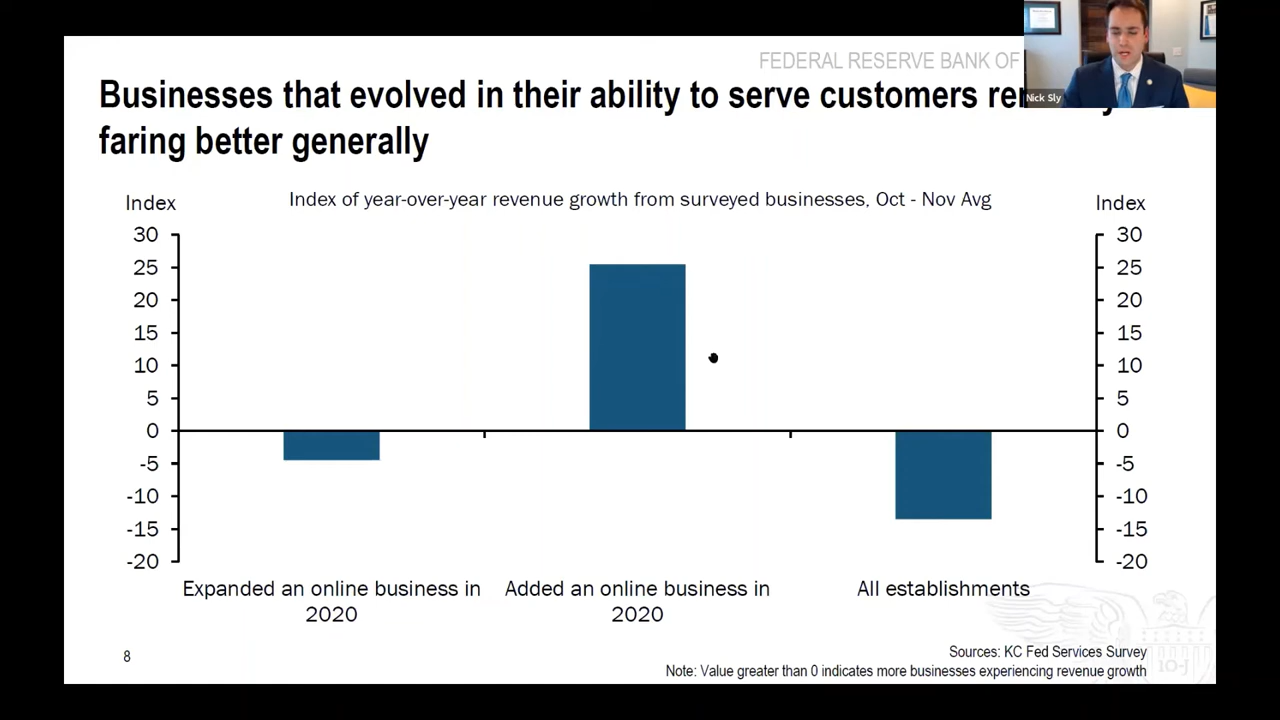 FEDERAL RESERVE BANK OF
Nick Sly
Businesses that evolved in their ability to serve customers
faring better generally
Index of year-over-year revenue growth from surveyed businesses, Oct - Nov Avg
Index
Index
30
30
25
25
20
20
15
15
10
10
5
5
0
0
-5
-5
-10
-10
-15
-15
-20
-20
Expanded an online business in
2020
Added an online business in
2020
All establishments
Sources: KC Fed Services Survey
Note: Value greater than 0 indicates more businesses experiencing revenue growth
8
10-J